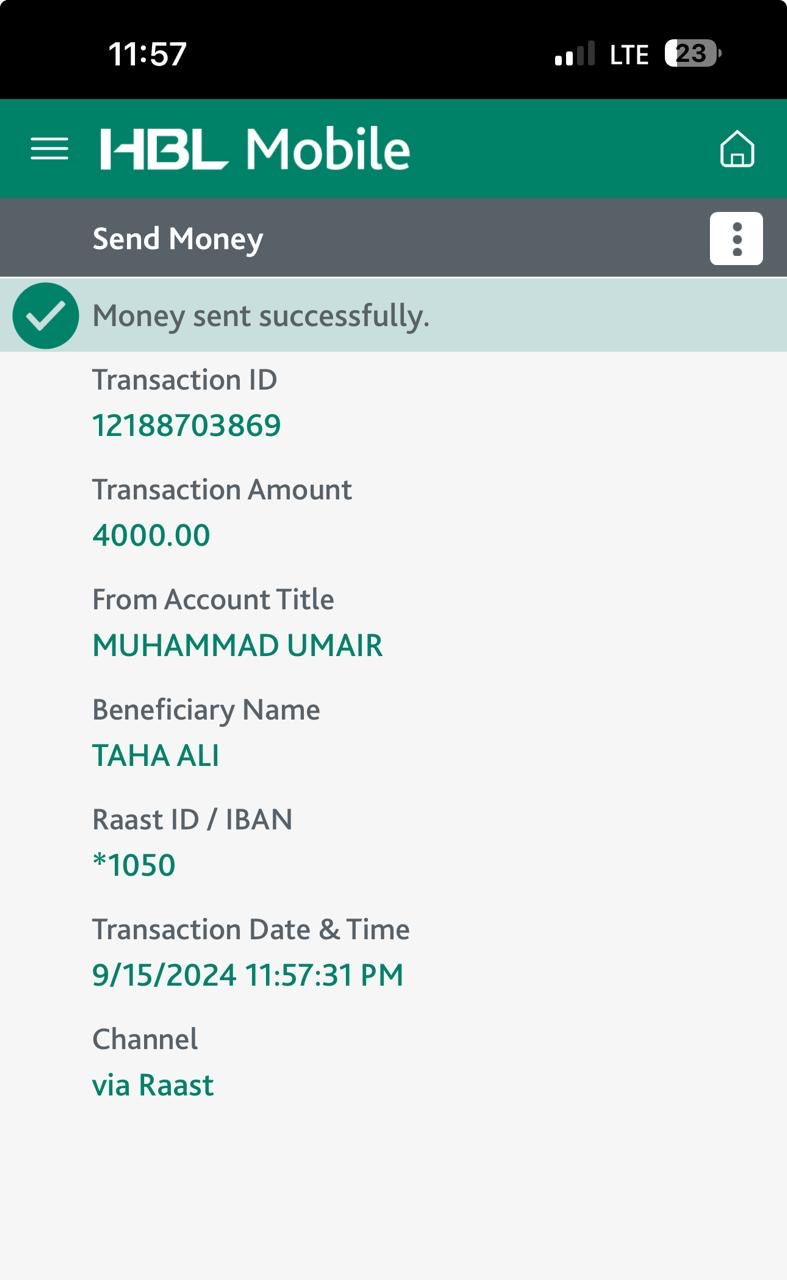 11:57 LTE 23
HBL Mobile
Send Money
Money sent successfully.
Transaction ID
12188703869
Transaction Amount
4000.00
From Account Title
MUHAMMAD UMAIR
Beneficiary Name
TAHA ALI
Raast ID / IBAN
*1050
Transaction Date & Time
9/15/2024 11:57:31 PM
Channel
via Raast